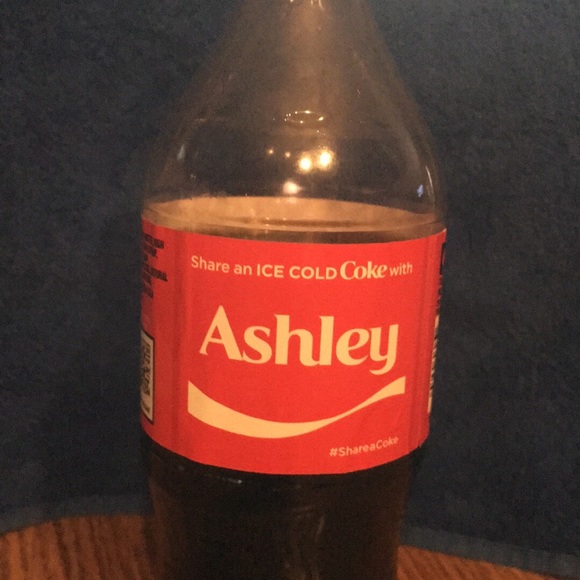 Share an ICE COLD Coke with
Ashley
#ShareaCoke